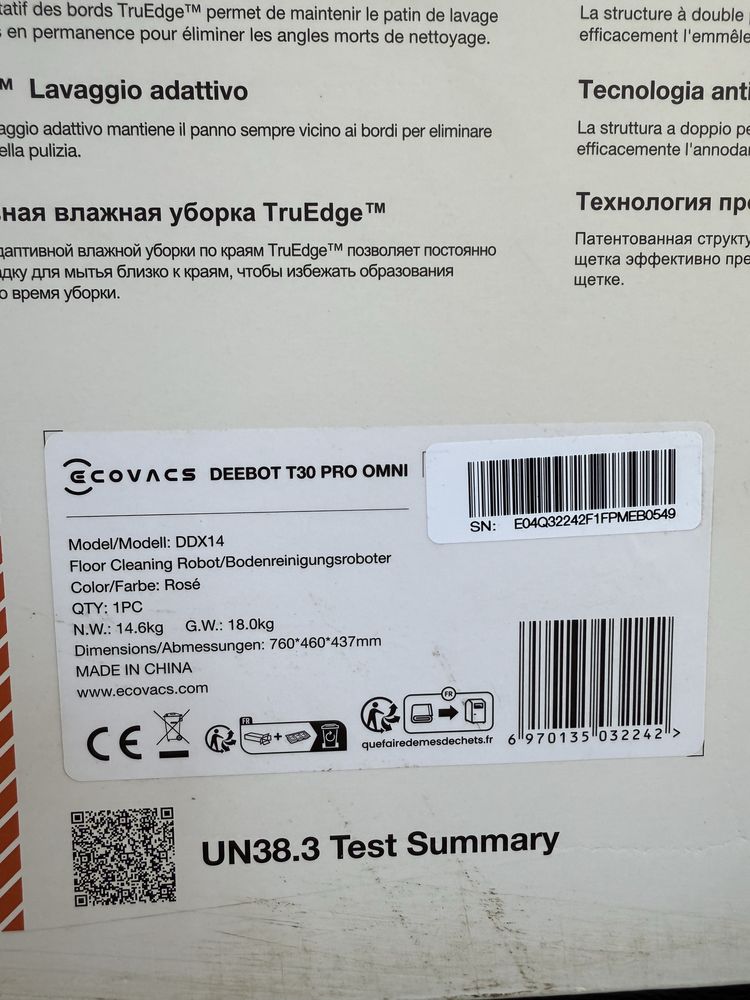 tatif des bords TruEdge™ permet de maintenir le patin de lavage
en permanence pour éliminer les angles morts de nettoyage.
La structure à double
efficacement l'emmêle
™ Lavaggio adattivo
aggio adattivo mantiene il panno sempre vicino ai bordi per eliminare
ella pulizia.
Tecnologia anti
La struttura a doppio pe
efficacemente l'annoda
ная влажная уборка TruEdge™
даптивной влажной уборки по краям TruEdge™ позволяет постоянно
адку для мытья близко к краям, чтобы избежать образования
о время уборки.
Технология про
Патентованная структу
щетка эффективно пре
щетке.
ECOVACS DEEBOT T30 PRO OMNI
SN: E04Q32242F1FPMEB0549
Model/Modell: DDX14
Floor Cleaning Robot/Bodenreinigungsroboter
Color/Farbe: Rosé
QTY: 1PC
N.W.: 14.6kg G.W.: 18.0kg
Dimensions/Abmessungen: 760*460*437mm
MADE IN CHINA
www.ecovacs.com
CE
FR
FR
quefairedemesdechets.fr
6 970135 032242 >
UN38.3 Test Summary